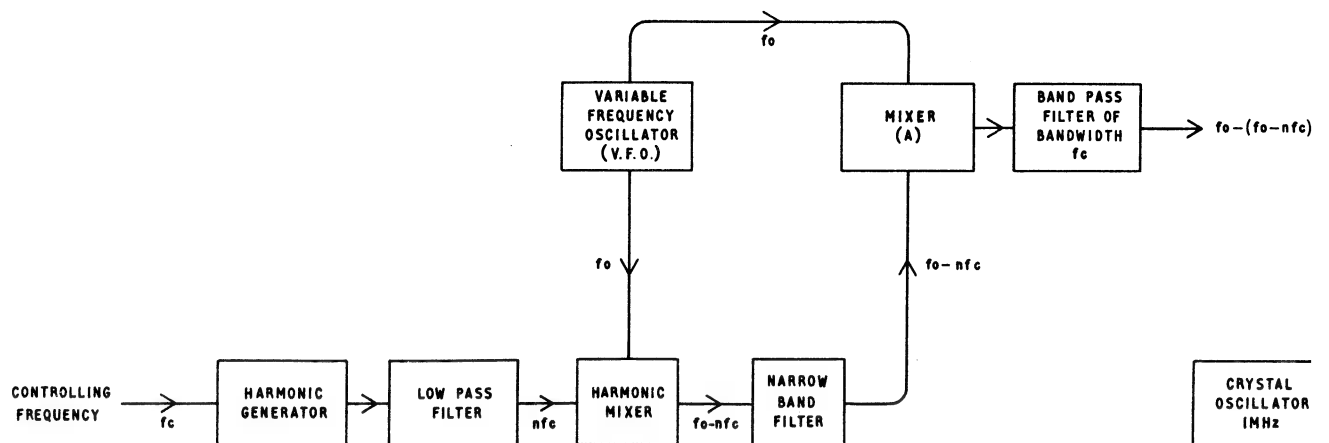 fo
VARIABLE
FREQUENCY
OSCILLATOR
(V.F.O.)
MIXER
(A)
BAND PASS
FILTER OF
BANDWIDTH
fc
fo-(fo-nfc)
fo
fo-nfc
CONTROLLING
FREQUENCY
fc
HARMONIC
GENERATOR
LOW PASS
FILTER
nfc
HARMONIC
MIXER
fo-nfc
NARROW
BAND
FILTER
CRYSTAL
OSCILLATOR
1MHz